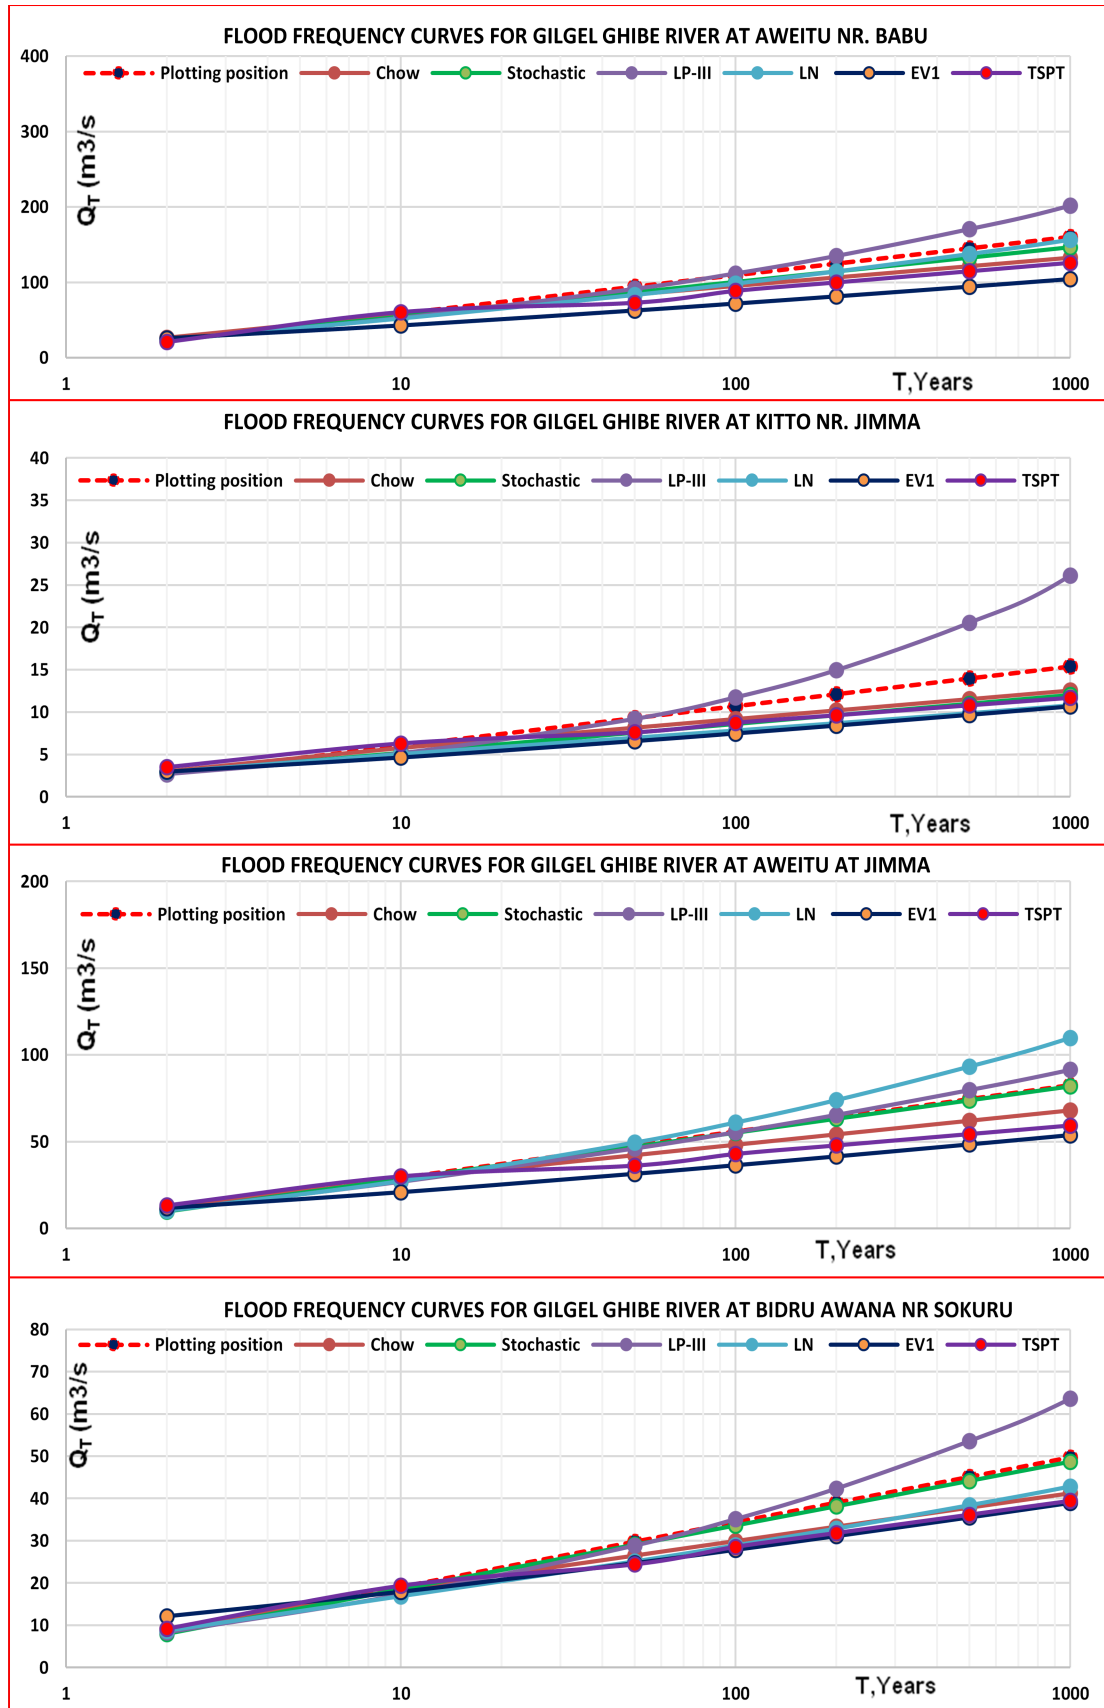 FLOOD FREQUENCY CURVES FOR GILGEL GHIBE RIVER AT AWEITU NR. BABU
400
Plotting position Chow Stochastic LP-III LN EV1 TSPT
Q_T (m3/s
300
200
100
0
1 10 100 1000
T,Years
FLOOD FREQUENCY CURVES FOR GILGEL GHIBE RIVER AT KITTO NR. JIMMA
40
Plotting position Chow Stochastic LP-III LN EV1 TSPT
35
30
Q_T (m3/s
25
20
15
10
5
0
1 10 100 1000
T,Years
FLOOD FREQUENCY CURVES FOR GILGEL GHIBE RIVER AT AWEITU AT JIMMA
200
Plotting position Chow Stochastic LP-III LN EV1 TSPT
Q_T (m3/s
150
100
50
0
1 10 100 1000
T,Years
FLOOD FREQUENCY CURVES FOR GILGEL GHIBE RIVER AT BIDRU AWANA NR SOKURU
80
Plotting position Chow Stochastic LP-III LN EV1 TSPT
70
Q_T (m3/s
60
50
40
30
20
10
0
1 10 100 1000
T,Years